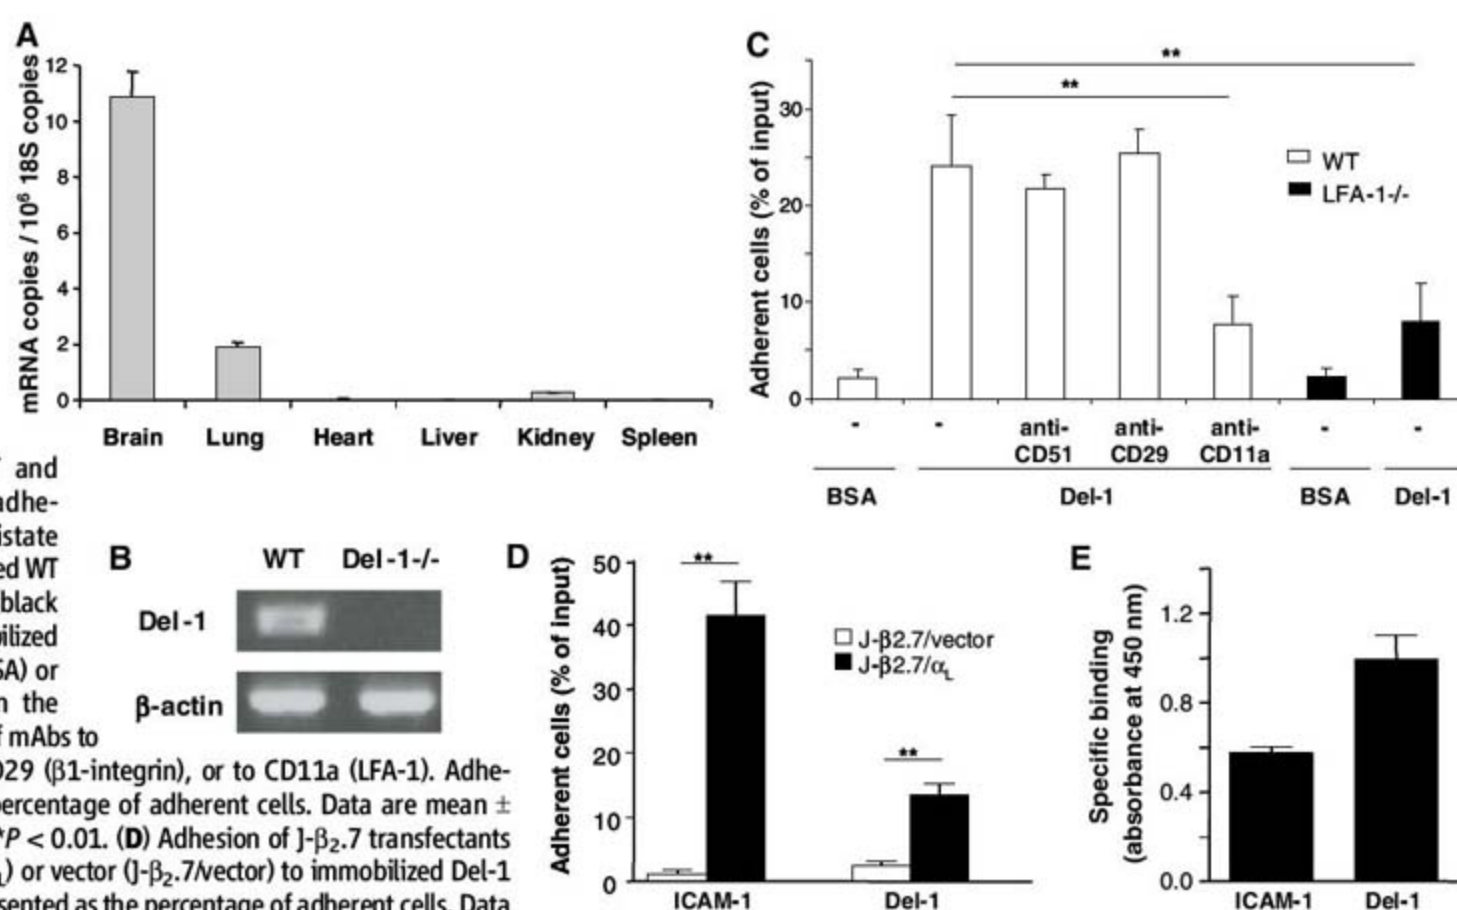 A
mRNA copies / 10⁶ 18S copies
12
10
8
6
4
2
0
Brain Lung Heart Liver Kidney Spleen
C
Adherent cells (% of input)
30
20
10
0
**
**
WT
LFA-1-/-
- - anti-CD51 anti-CD29 anti-CD11a - -
BSA Del-1 BSA Del-1
and
adhe-
istate
ed WT
black
ilized
SA) or
the
f mAbs to
D29 (β1-integrin), or to CD11a (LFA-1). Adhe-
percentage of adherent cells. Data are mean ±
*P < 0.01. (D) Adhesion of J-β₂.7 transfectants
L) or vector (J-β₂.7/vector) to immobilized Del-1
sented as the percentage of adherent cells. Data
B
WT Del-1-/-
Del-1
β-actin
D
Adherent cells (% of input)
50
40
30
20
10
0
**
**
J-β2.7/vector
J-β2.7/αL
ICAM-1 Del-1
E
Specific binding
(absorbance at 450 nm)
1.2
0.8
0.4
0.0
ICAM-1 Del-1